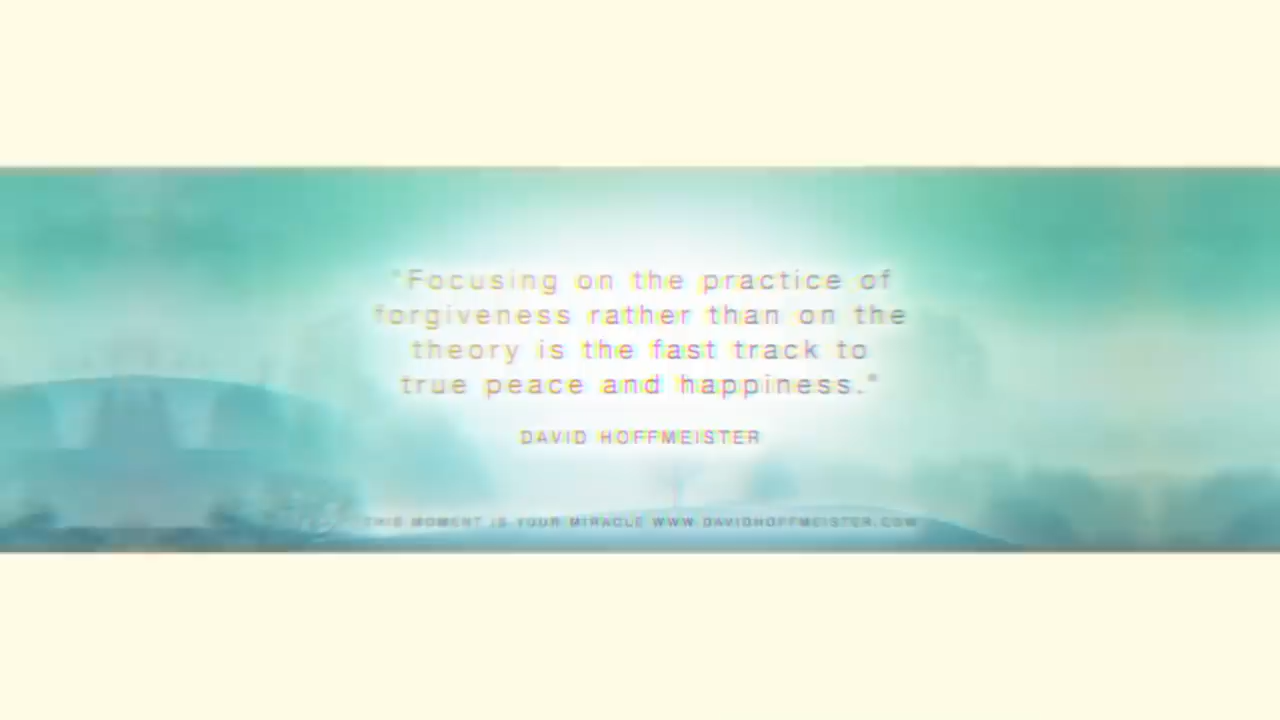 "Focusing on the practice of
forgiveness rather than on the
theory is the fast track to
true peace and happiness."
DAVID HOFFMEISTER
THIS MOMENT IS YOUR MIRACLE WWW.DAVIDHOFFMEISTER.COM